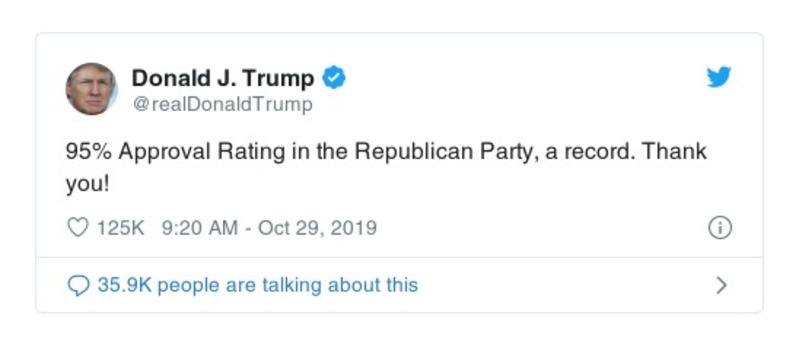 Donald J. Trump
@realDonaldTrump
95% Approval Rating in the Republican Party, a record. Thank
you!
125K 9:20 AM - Oct 29, 2019
35.9K people are talking about this